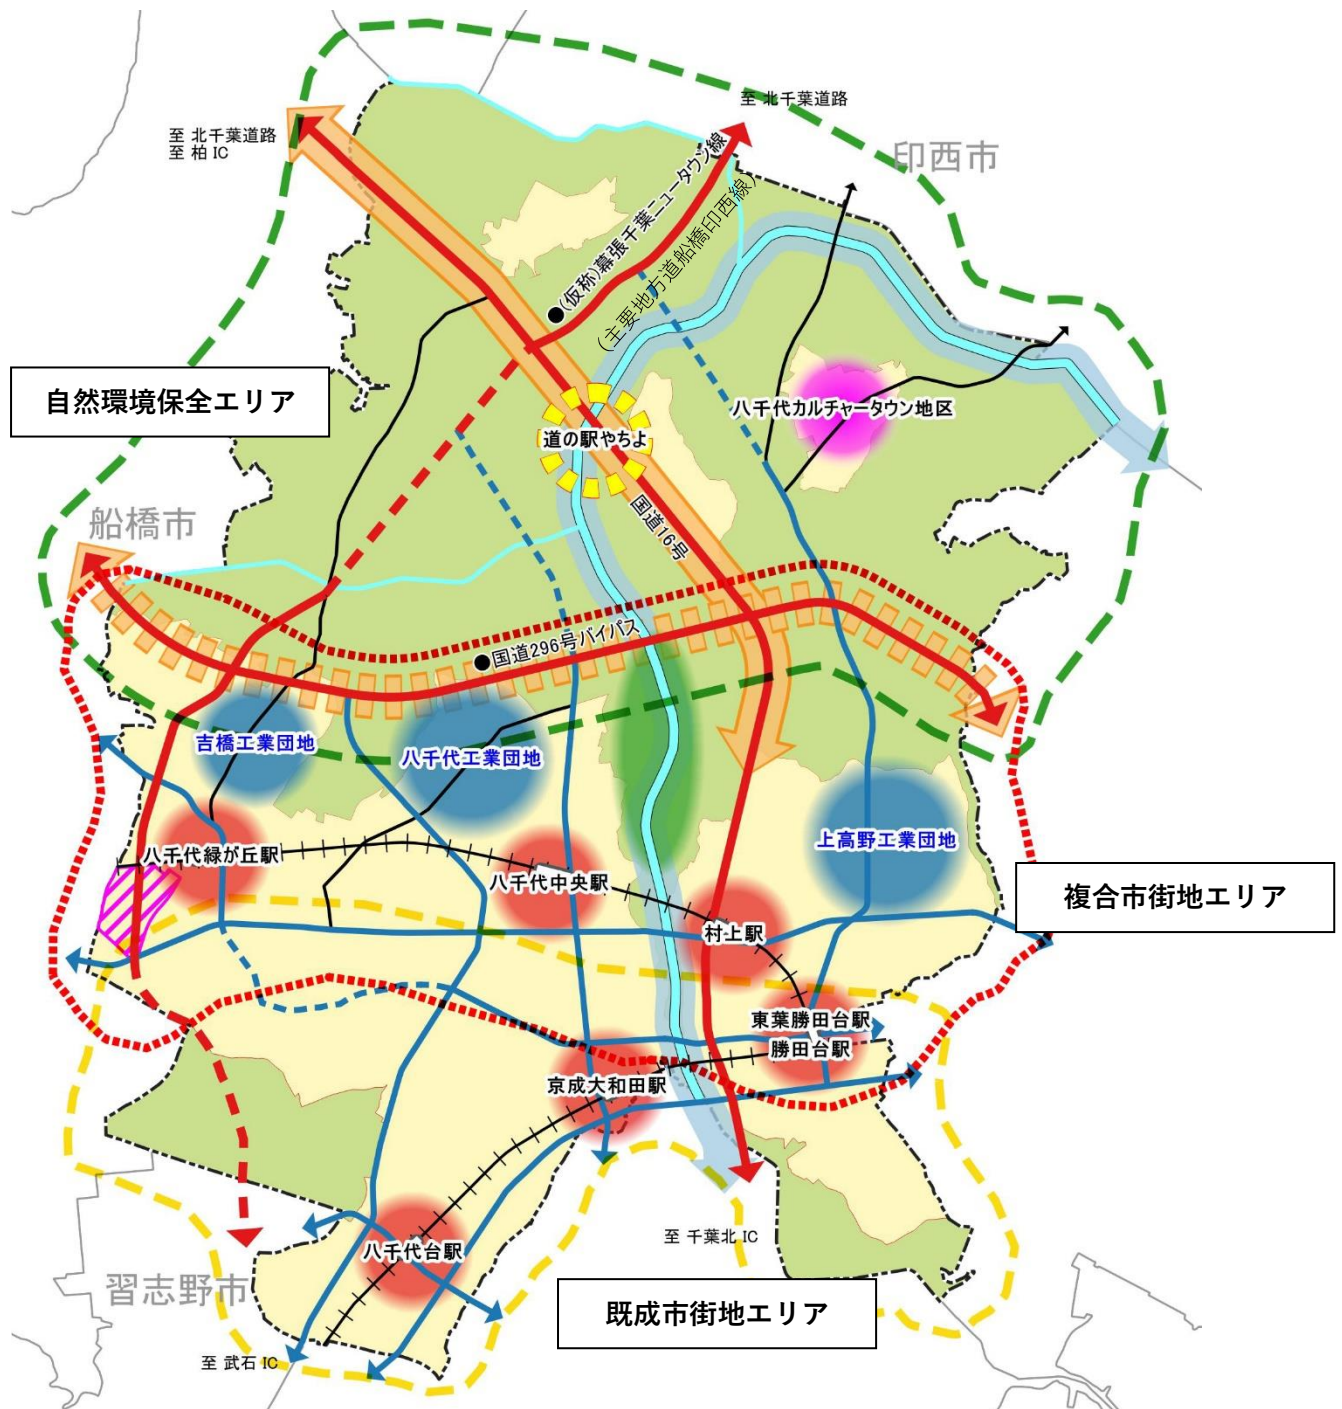 至 北千葉道路
至 北千葉道路
至 柏 IC
印西市
(仮称)幕張千葉ニュータウン線
(主要地方道船橋印西線)
自然環境保全エリア
八千代カルチャータウン地区
道の駅やちよ
国道16号
船橋市
国道296号バイパス
吉橋工業団地
八千代工業団地
上高野工業団地
八千代緑が丘駅
八千代中央駅
複合市街地エリア
村上駅
東葉勝田台駅
勝田台駅
京成大和田駅
至 千葉北 IC
八千代台駅
習志野市
既成市街地エリア
至 武石 IC